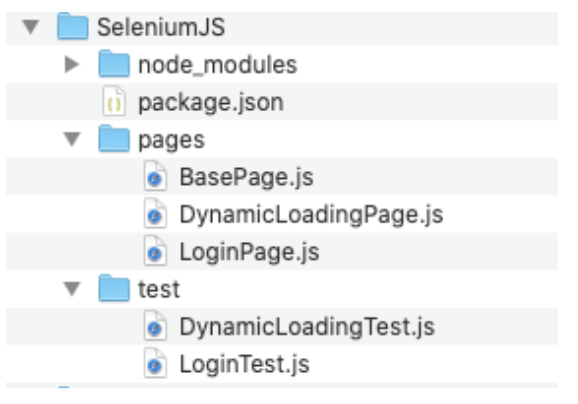 SeleniumJS
node_modules
package.json
pages
BasePage.js
DynamicLoadingPage.js
LoginPage.js
test
DynamicLoadingTest.js
LoginTest.js